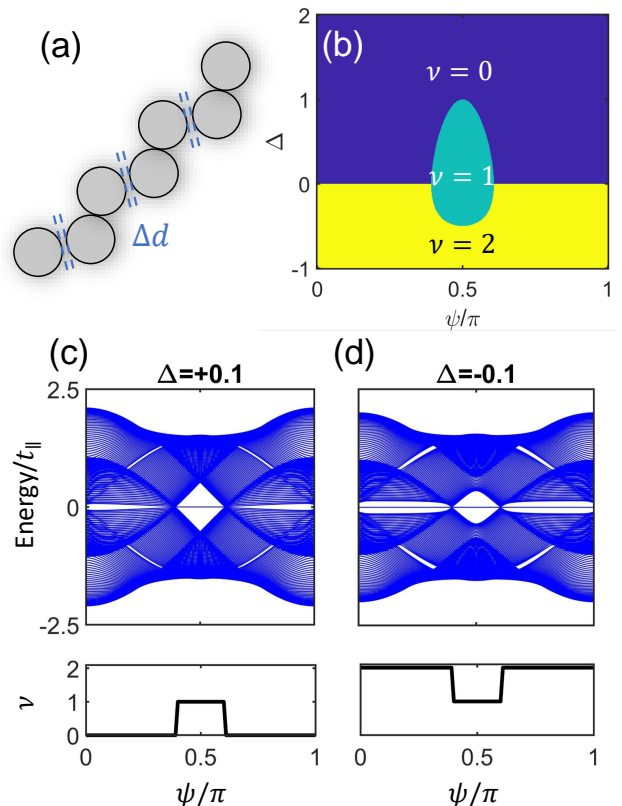 (a)
Δd
(b)
2
1
0
-1
Δ
ν = 0
ν = 1
ν = 2
0
0.5
1
ψ/π
(c)
Δ=+0.1
2.5
0
-2.5
Energy/t∥
(d)
Δ=-0.1
2
1
0
ν
0
0.5
1
ψ/π
0
0.5
1
ψ/π